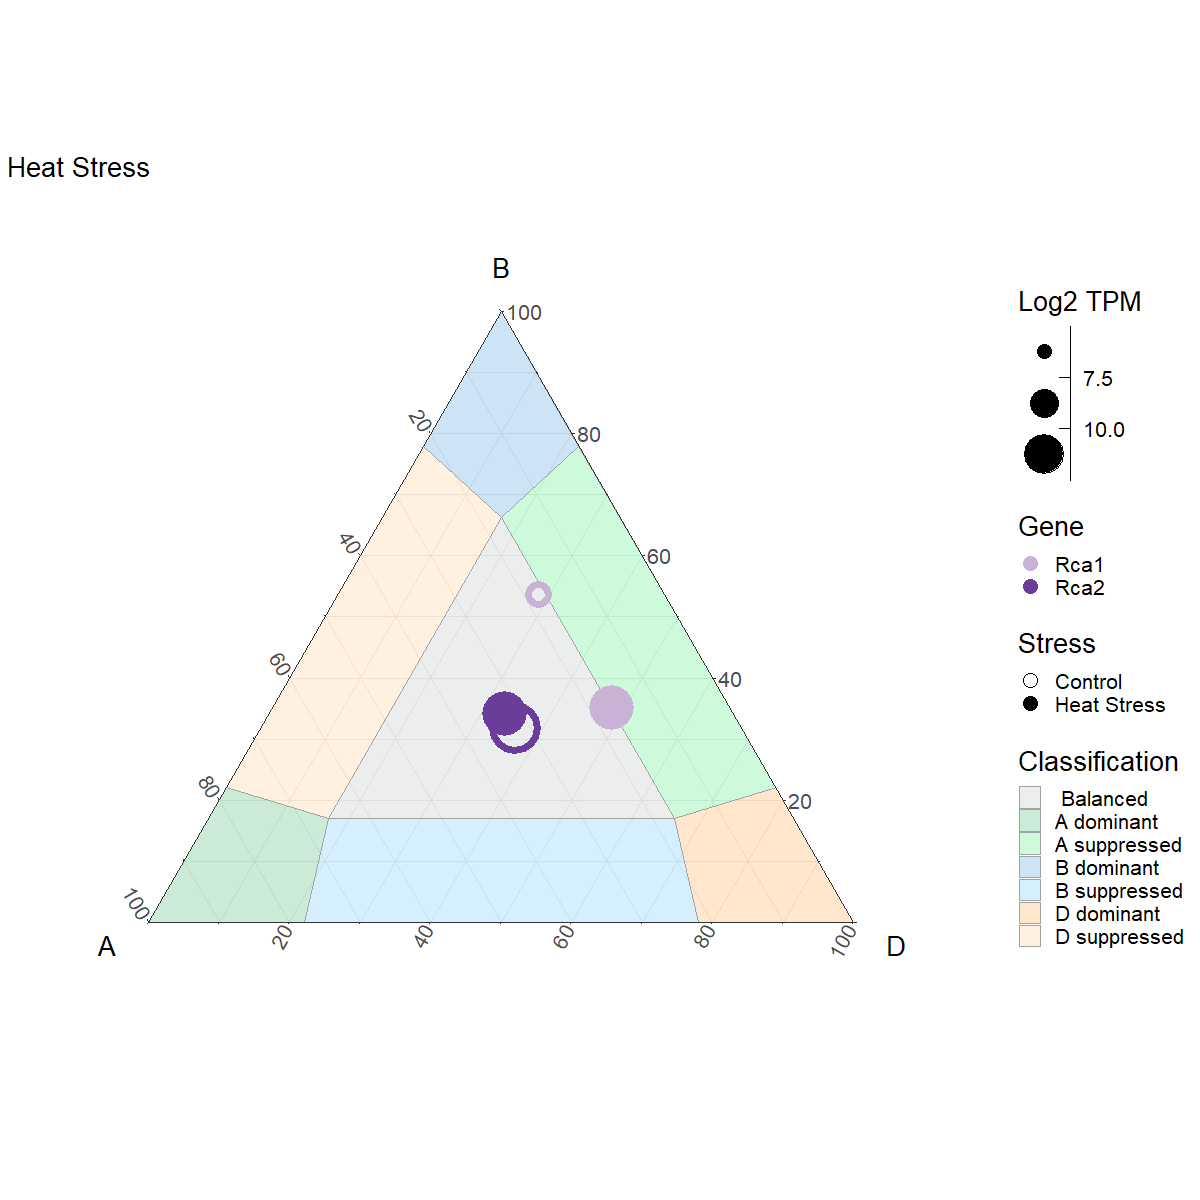 Heat Stress
B
100
20
80
40
60
60
40
80
20
100
A
20
40
60
80
100
D
Log2 TPM
7.5
10.0
Gene
Rca1
Rca2
Stress
Control
Heat Stress
Classification
Balanced
A dominant
A suppressed
B dominant
B suppressed
D dominant
D suppressed